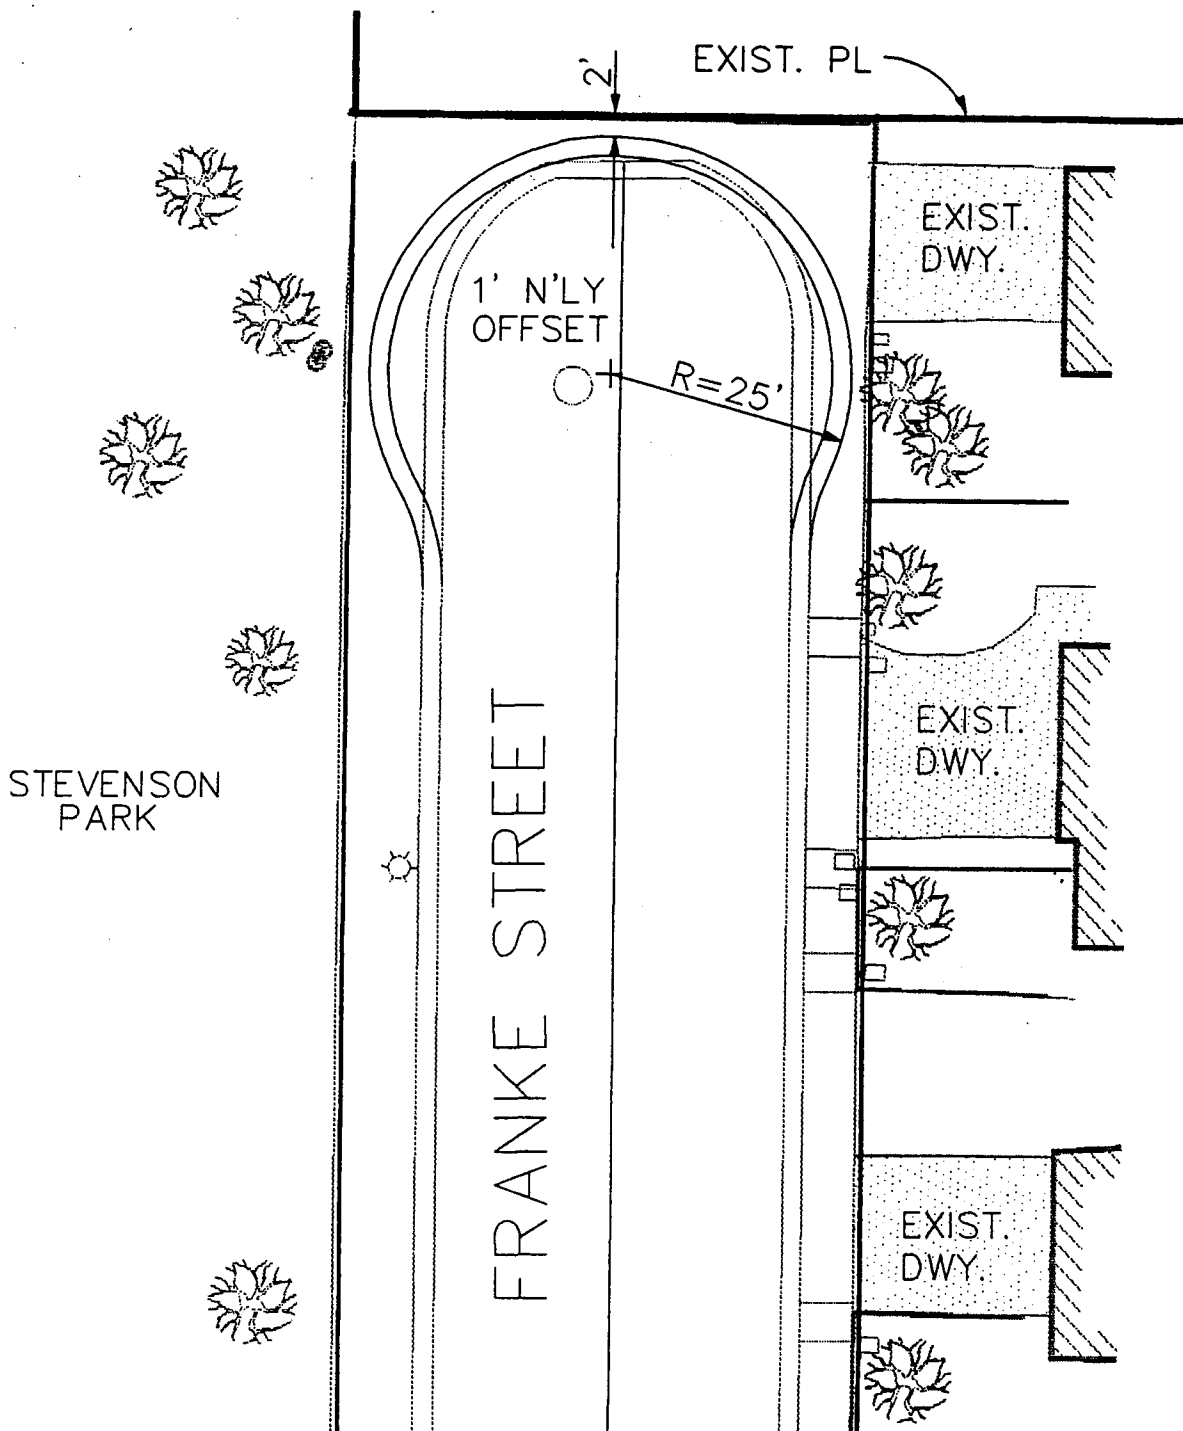 2'
EXIST. PL
EXIST.
DWY.
1' N'LY
OFFSET
R=25'
EXIST.
DWY.
STEVENSON
PARK
FRANKE STREET
EXIST.
DWY.